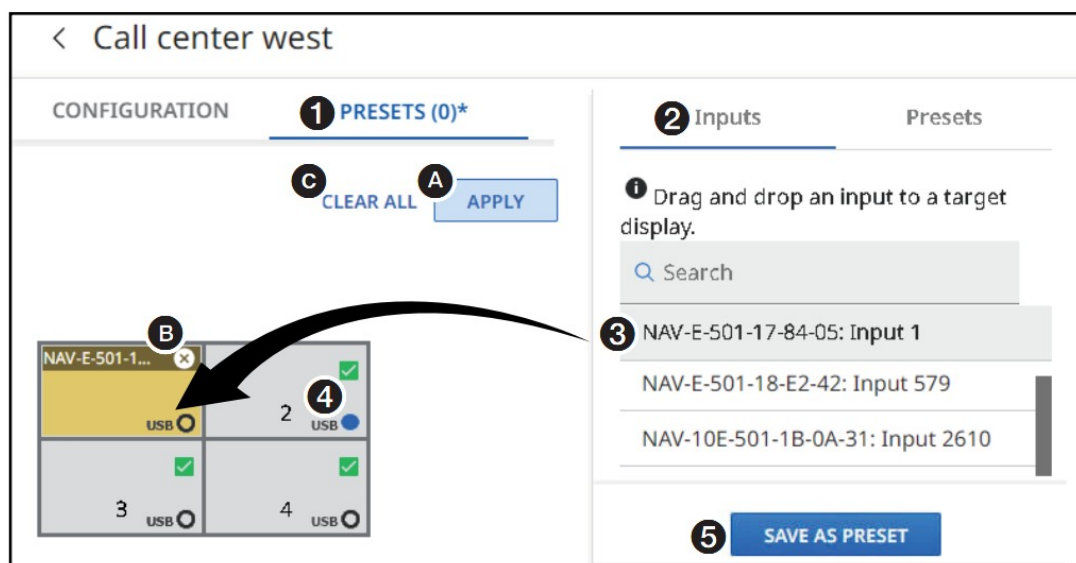 < Call center west
CONFIGURATION
1 PRESETS (0)*
C CLEAR ALL
A APPLY
B
NAV-E-501-1...
USB
2 4 USB
3 USB
4 USB
2 Inputs
Presets
Drag and drop an input to a target
display.
Search
3 NAV-E-501-17-84-05: Input 1
NAV-E-501-18-E2-42: Input 579
NAV-10E-501-1B-0A-31: Input 2610
5 SAVE AS PRESET